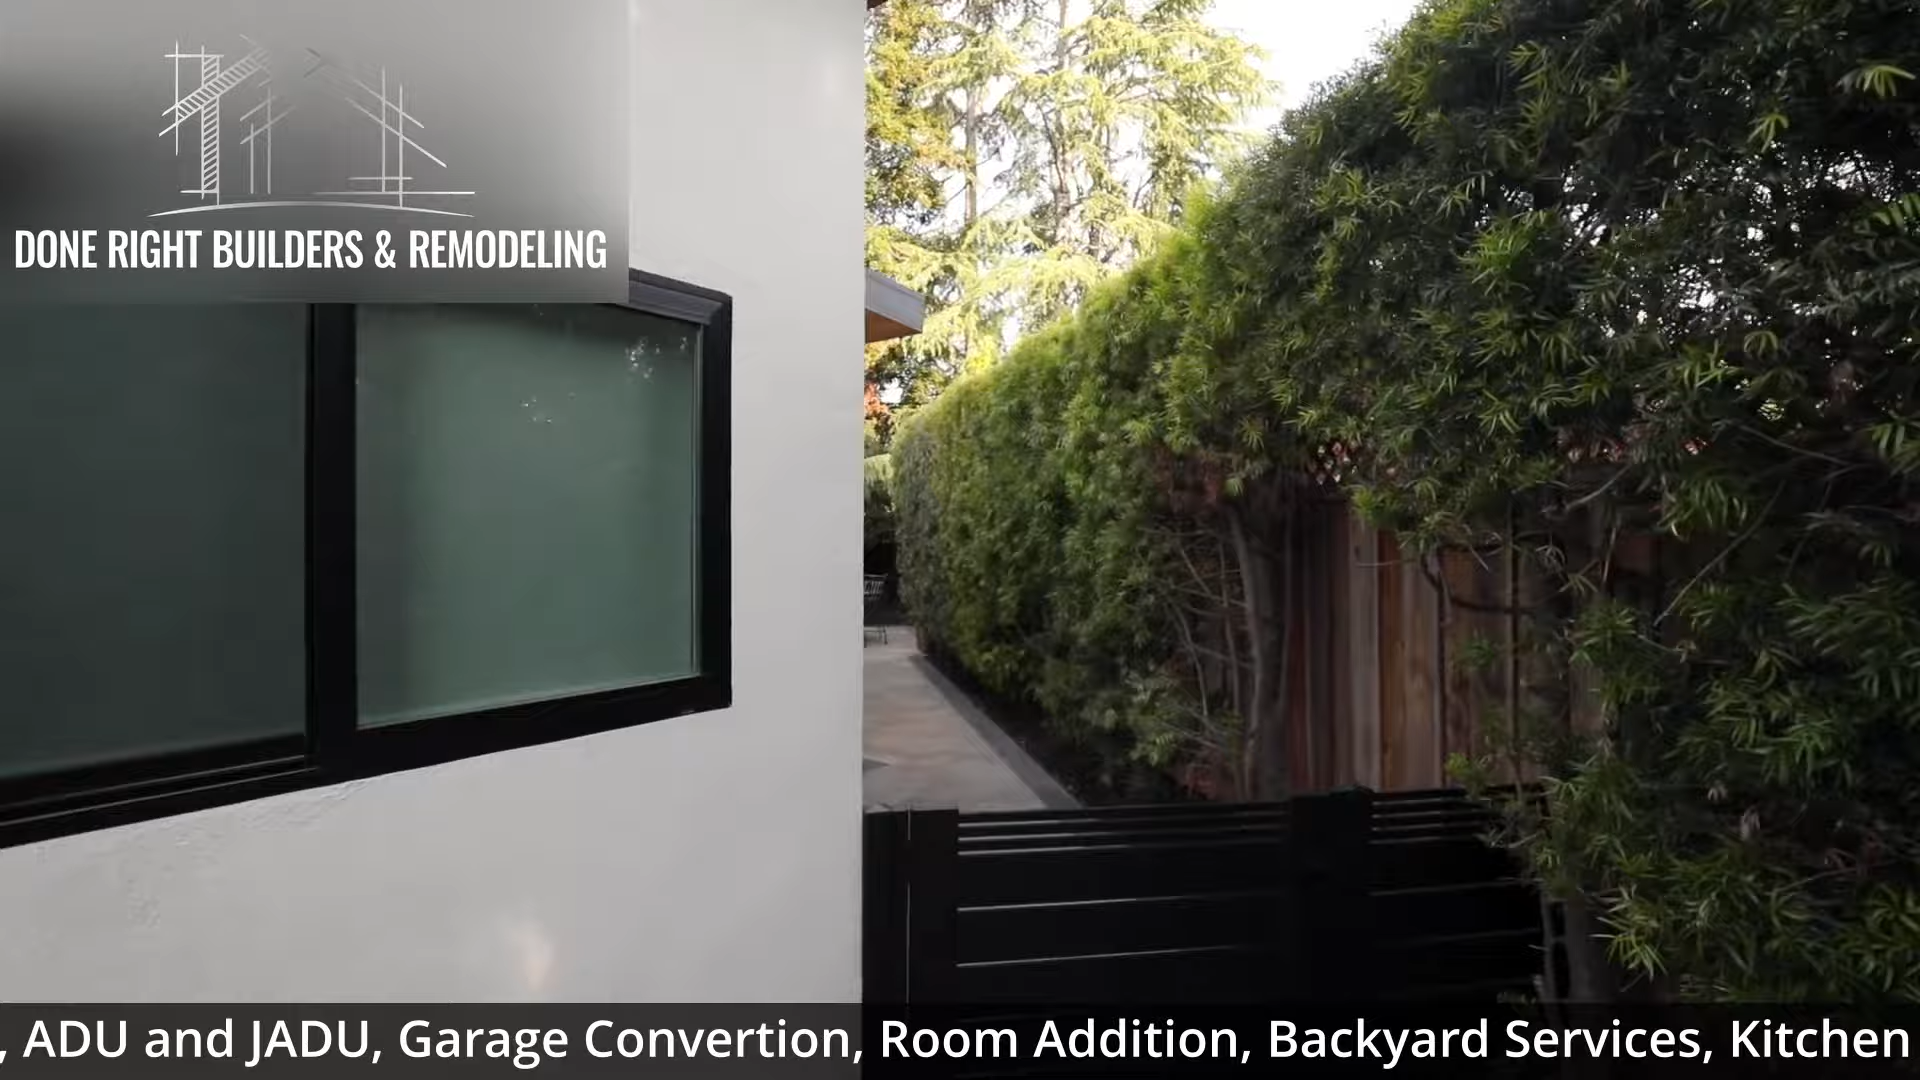 DONE RIGHT BUILDERS & REMODELING
, ADU and JADU, Garage Convertion, Room Addition, Backyard Services, Kitchen